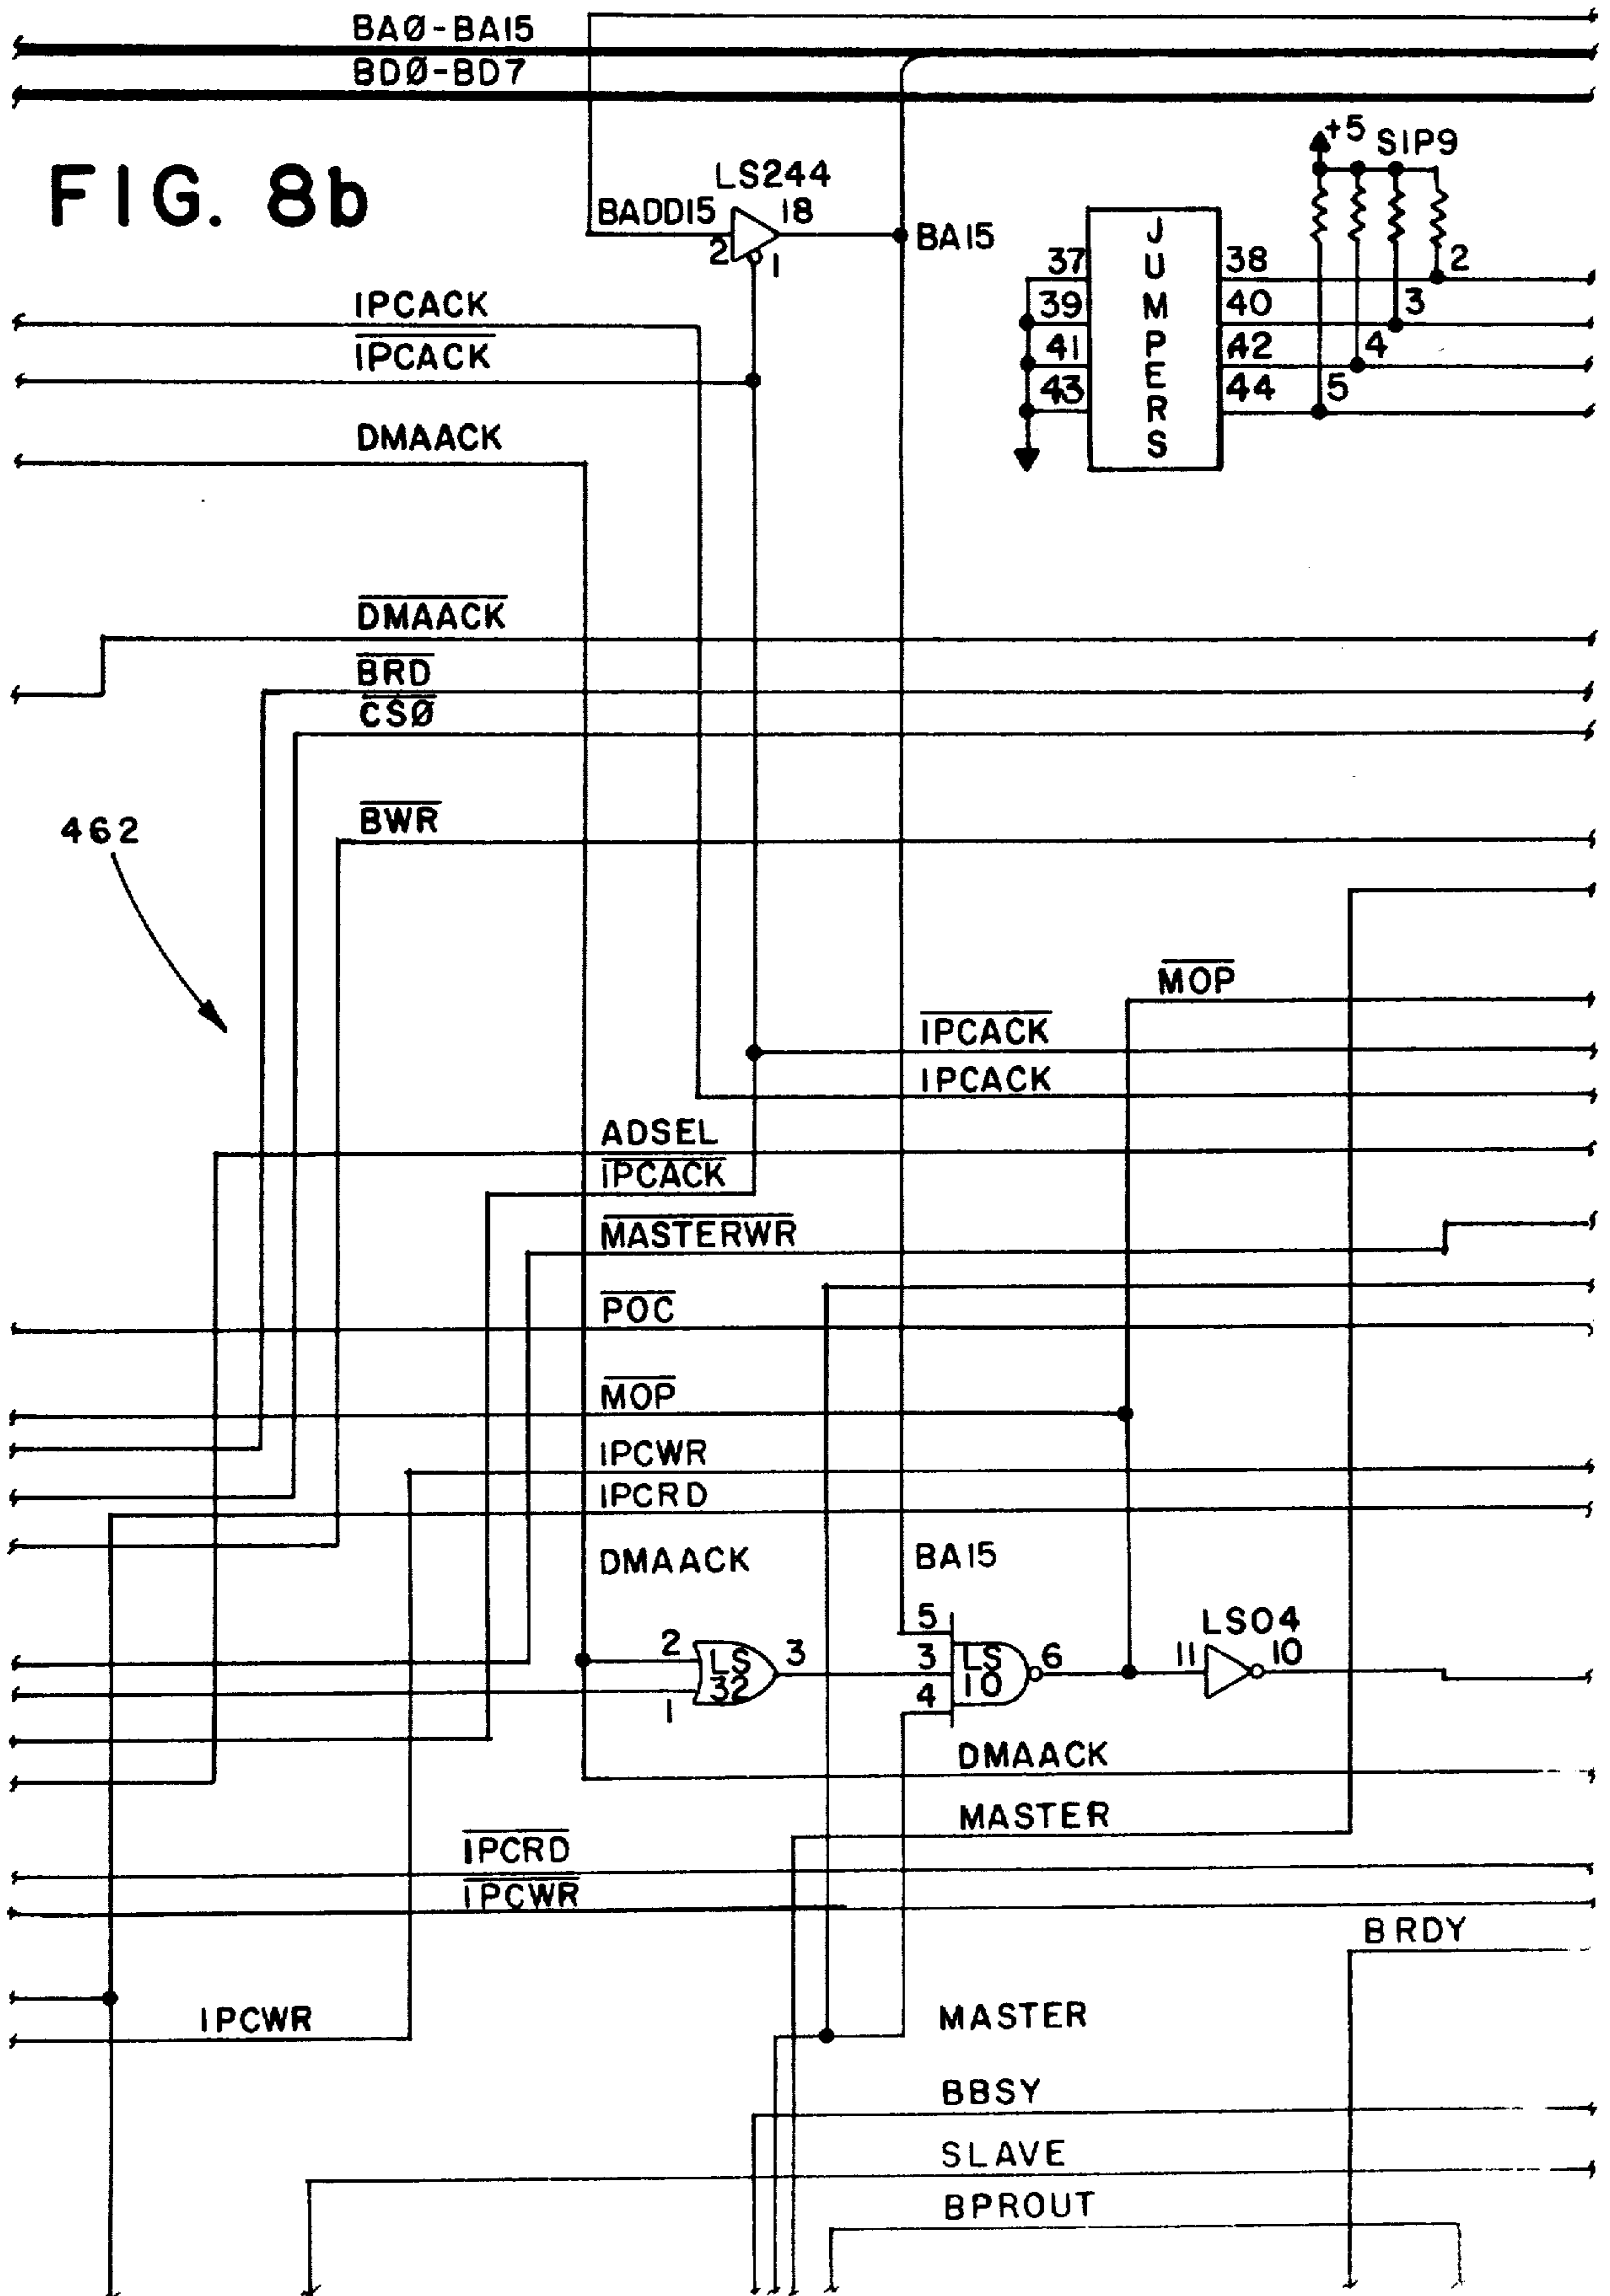 BAØ-BA15
BDØ-BD7
FIG. 8b
LS244
BADD15
18
2
1
BA15
+5 SIP9
JUMPERS
37
38
2
39
40
3
41
42
4
43
44
5
IPCACK
IPCACK
DMAACK
DMAACK
BRD
CSØ
BWR
462
MOP
IPCACK
IPCACK
ADSEL
IPCACK
MASTERWR
POC
MOP
IPCWR
IPCRD
DMAACK
BA15
2
LS
32
3
1
5
3
4
LS
10
6
LS04
11
10
DMAACK
MASTER
IPCRD
IPCWR
BRDY
IPCWR
MASTER
BBSY
SLAVE
BPROUT